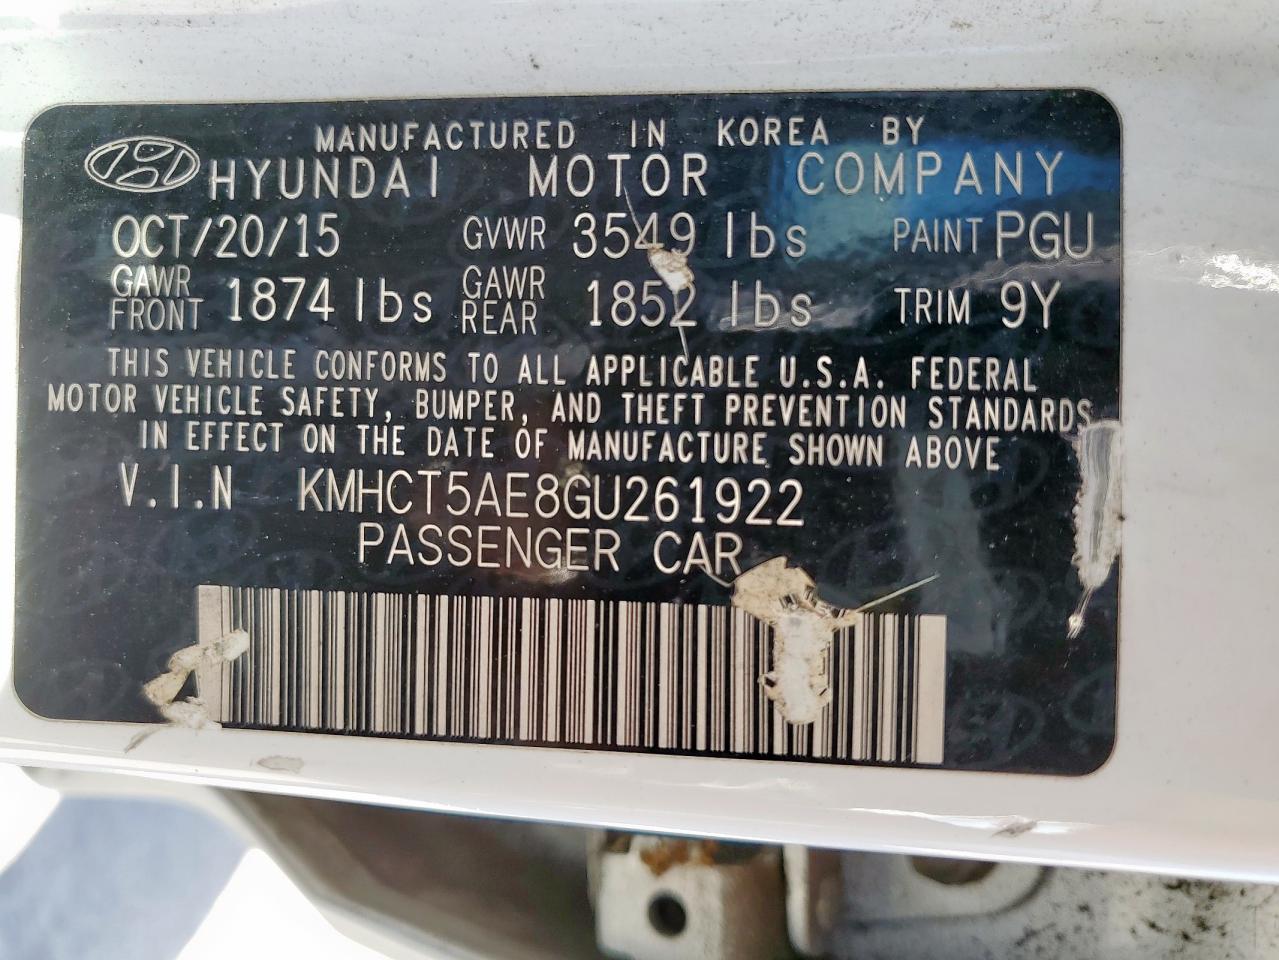 MANUFACTURED IN KOREA BY
HYUNDAI MOTOR COMPANY
OCT/20/15 GVWR 3549 lbs PAINT PGU
GAWR FRONT 1874 lbs GAWR REAR 1852 lbs TRIM 9Y
THIS VEHICLE CONFORMS TO ALL APPLICABLE U.S.A. FEDERAL
MOTOR VEHICLE SAFETY, BUMPER, AND THEFT PREVENTION STANDARDS
IN EFFECT ON THE DATE OF MANUFACTURE SHOWN ABOVE
V.I.N KMHCT5AE8GU261922
PASSENGER CAR